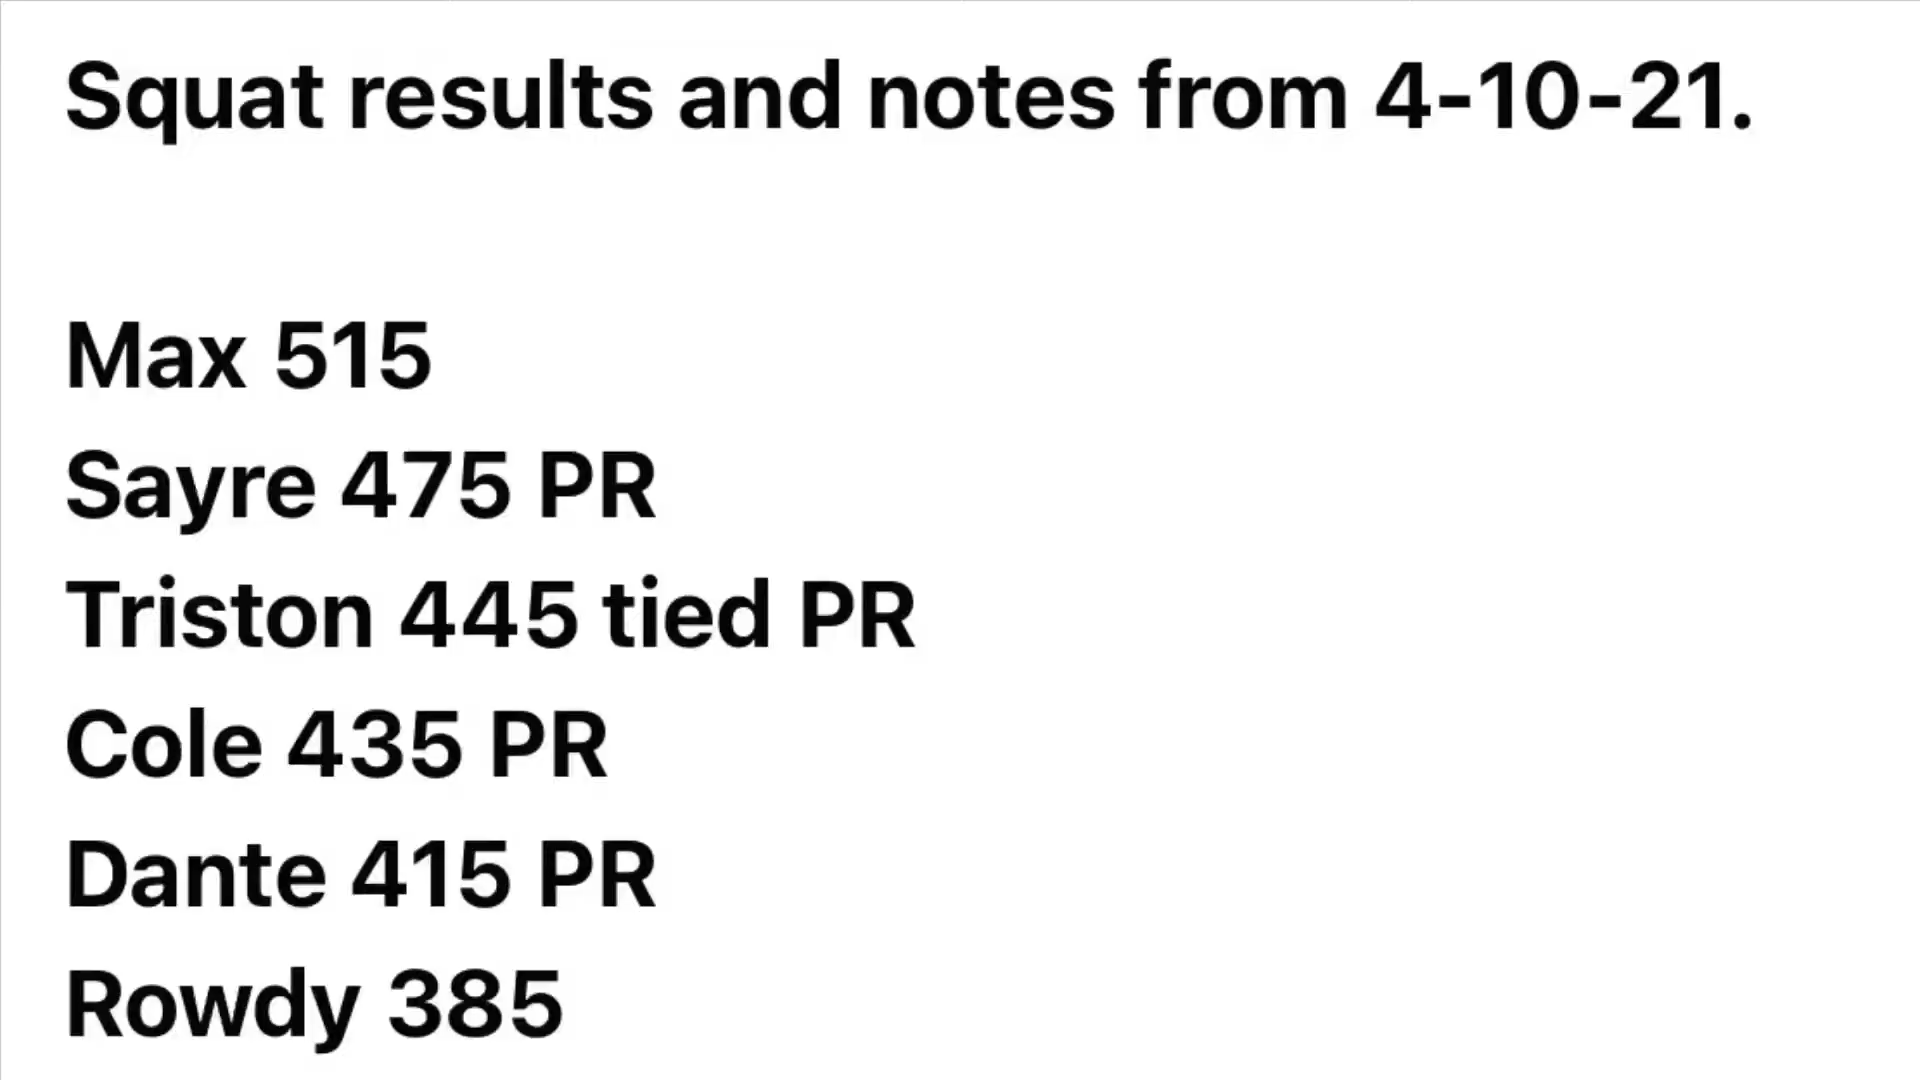 Squat results and notes from 4-10-21.
Max 515
Sayre 475 PR
Triston 445 tied PR
Cole 435 PR
Dante 415 PR
Rowdy 385